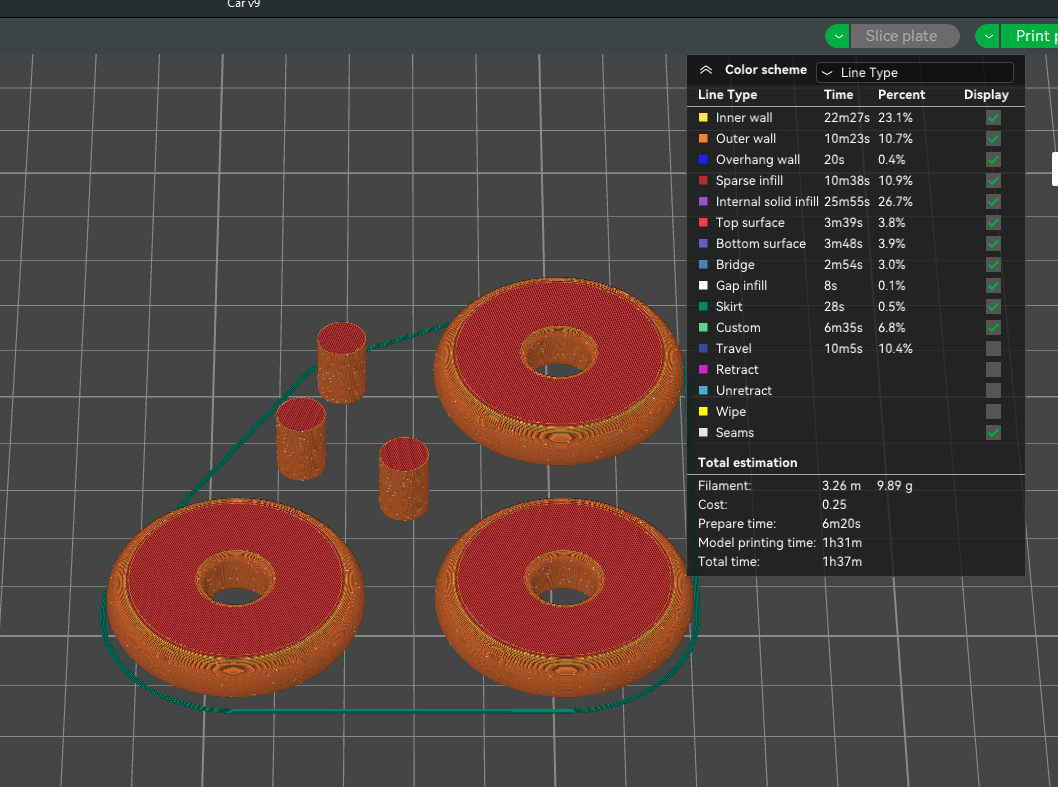 Car v9
Slice plate
Print p
Color scheme Line Type
Line Type Time Percent Display
Inner wall 22m27s 23.1%
Outer wall 10m23s 10.7%
Overhang wall 20s 0.4%
Sparse infill 10m38s 10.9%
Internal solid infill 25m55s 26.7%
Top surface 3m39s 3.8%
Bottom surface 3m48s 3.9%
Bridge 2m54s 3.0%
Gap infill 8s 0.1%
Skirt 28s 0.5%
Custom 6m35s 6.8%
Travel 10m5s 10.4%
Retract
Unretract
Wipe
Seams
Total estimation
Filament: 3.26 m 9.89 g
Cost: 0.25
Prepare time: 6m20s
Model printing time: 1h31m
Total time: 1h37m